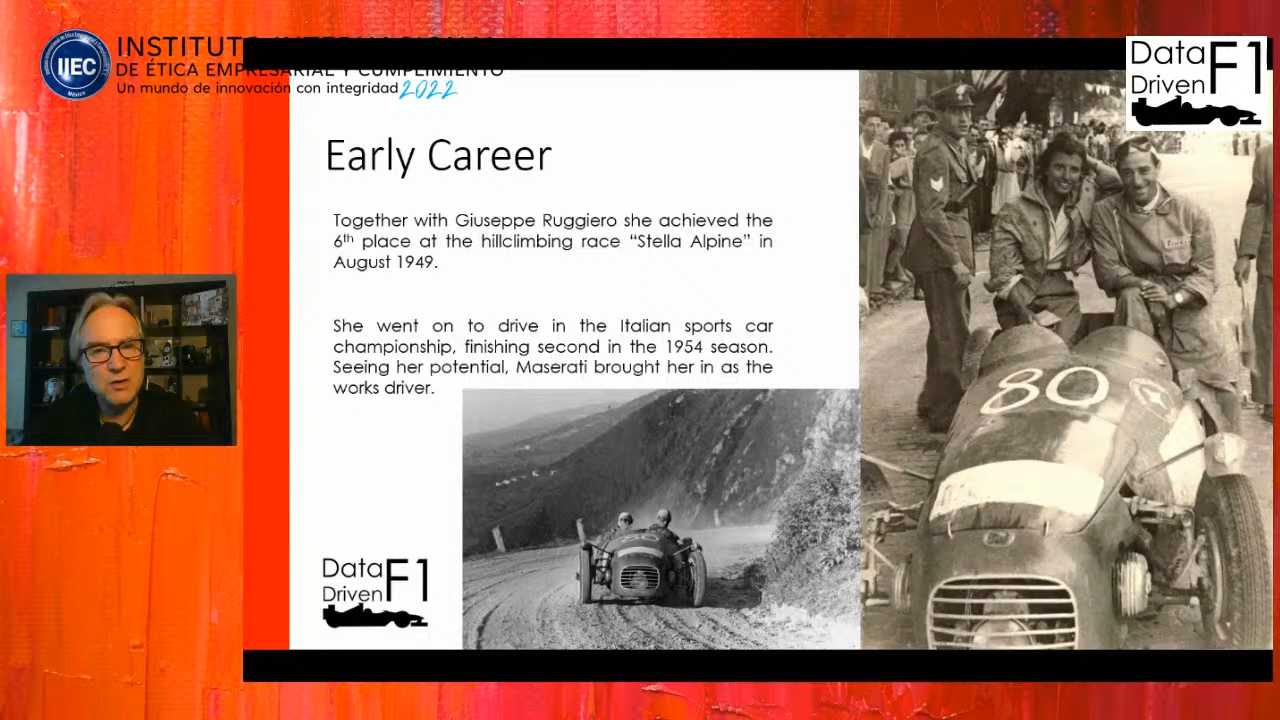 INSTITUTO INTERNACIONAL
DE ÉTICA EMPRESARIAL Y CUMPLIMIENTO
Un mundo de innovación con integridad 2022
IIEC
México
Data
Driven F1
Early Career
Together with Giuseppe Ruggiero she achieved the
6th place at the hillclimbing race “Stella Alpine” in
August 1949.
She went on to drive in the Italian sports car
championship, finishing second in the 1954 season.
Seeing her potential, Maserati brought her in as the
works driver.
80
80
Data
Driven F1